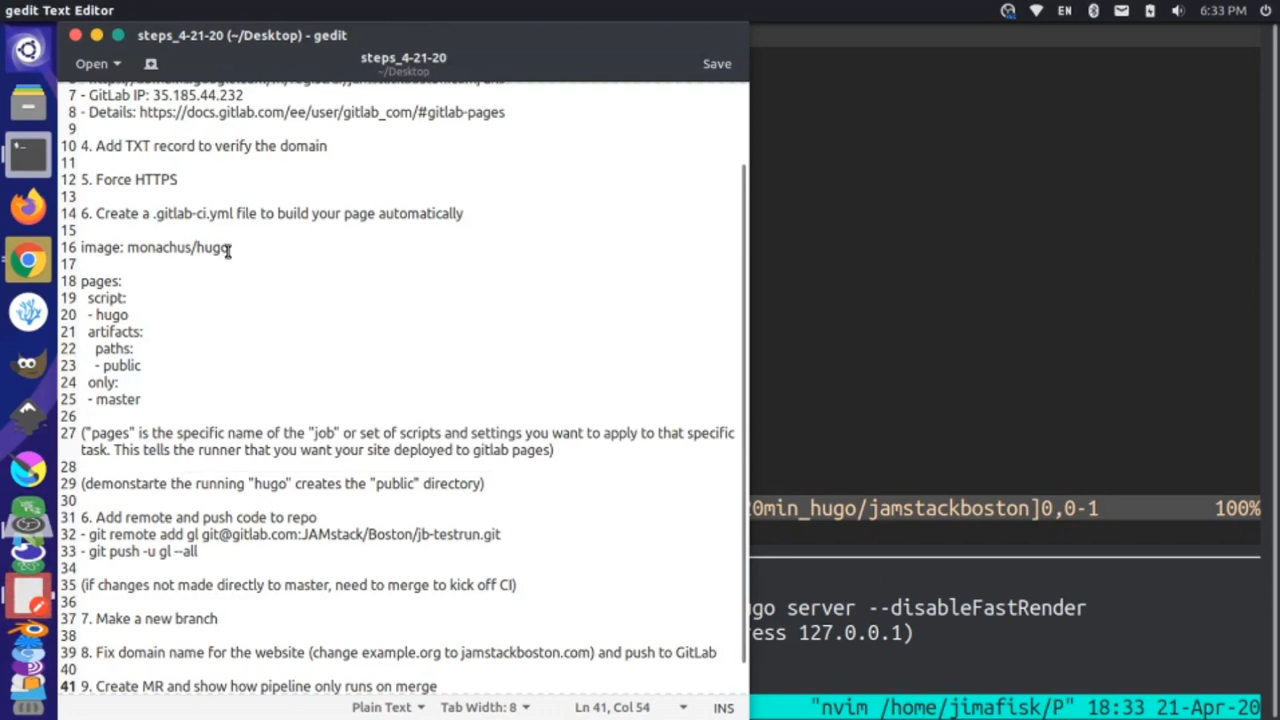 gedit Text Editor
EN
6:33 PM
steps_4-21-20 (~/Desktop) - gedit
Open
steps_4-21-20
~/Desktop
Save
7 - GitLab IP: 35.185.44.232
8 - Details: https://docs.gitlab.com/ee/user/gitlab_com/#gitlab-pages
9
10 4. Add TXT record to verify the domain
11
12 5. Force HTTPS
13
14 6. Create a .gitlab-ci.yml file to build your page automatically
15
16 image: monachus/hugo
17
18 pages:
19 script:
20 - hugo
21 artifacts:
22 paths:
23 - public
24 only:
25 - master
26
27 ("pages" is the specific name of the "job" or set of scripts and settings you want to apply to that specific
task. This tells the runner that you want your site deployed to gitlab pages)
28
29 (demonstarte the running "hugo" creates the "public" directory)
30
31 6. Add remote and push code to repo
32 - git remote add gl git@gitlab.com:JAMstack/Boston/jb-testrun.git
33 - git push -u gl --all
34
35 (if changes not made directly to master, need to merge to kick off CI)
36
37 7. Make a new branch
38
39 8. Fix domain name for the website (change example.org to jamstackboston.com) and push to GitLab
40
41 9. Create MR and show how pipeline only runs on merge
Plain Text
Tab Width: 8
Ln 41, Col 54
INS
20min_hugo/jamstackboston]0,0-1 100%
ugo server --disableFastRender
ess 127.0.0.1)
"nvim /home/jimafisk/P" 18:33 21-Apr-20